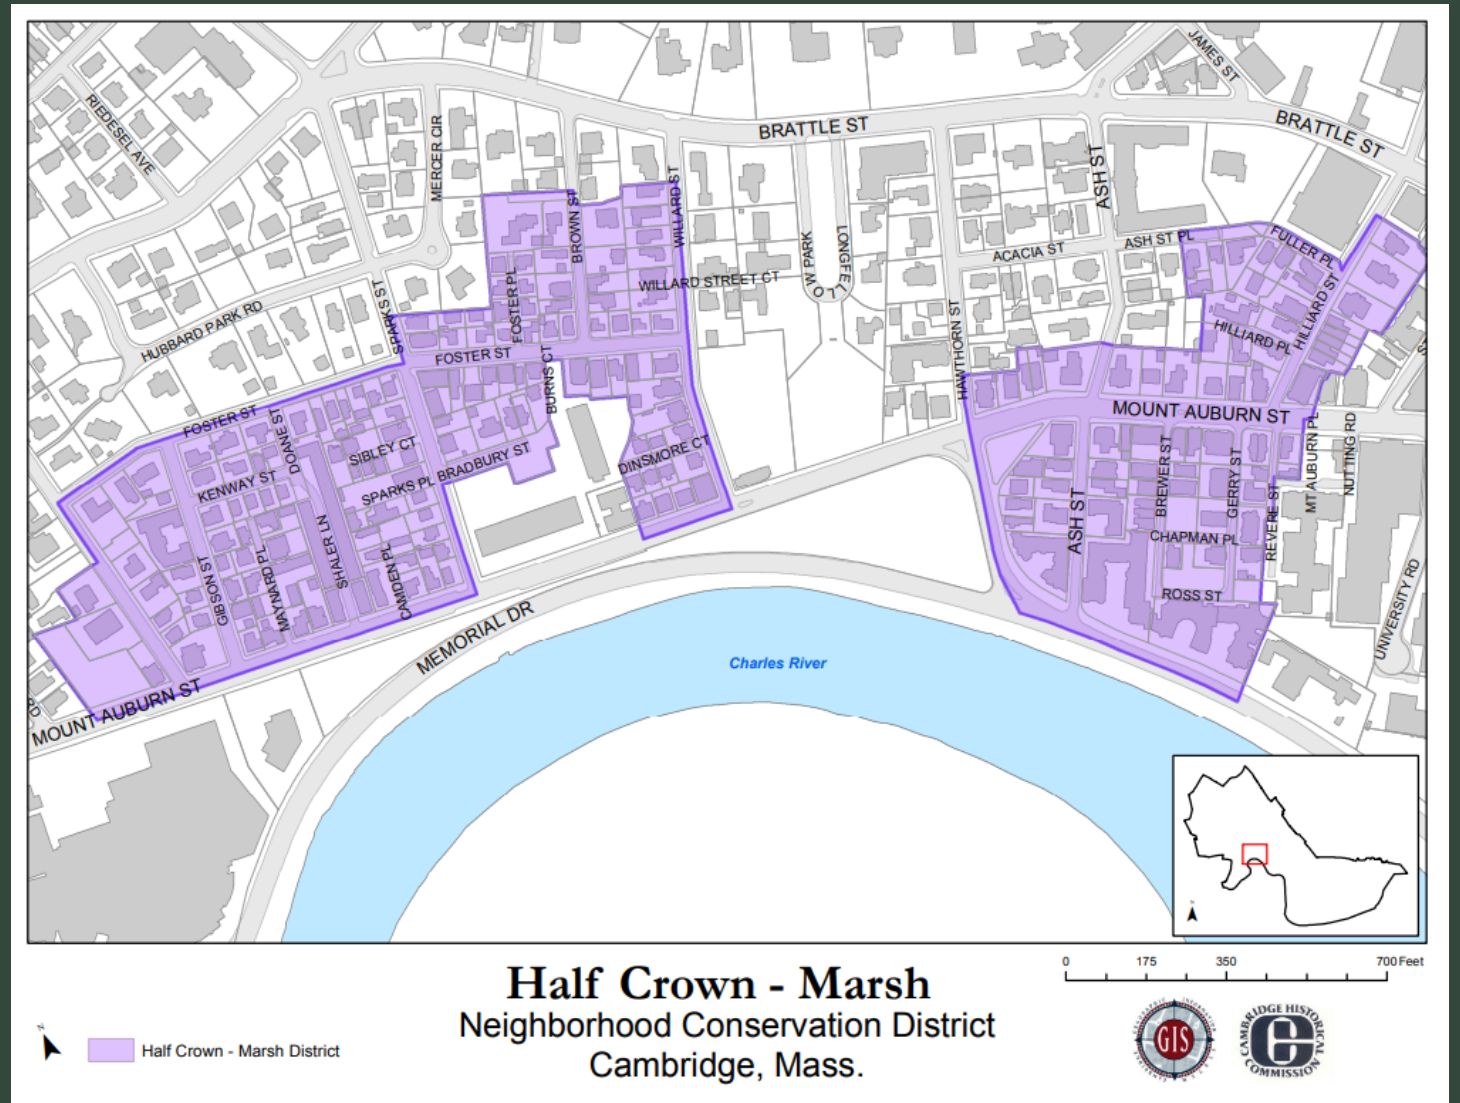 JAMES ST
RIEDESEL AVE
MERCER CIR
BRATTLE ST
BRATTLE ST
ASH ST
WILLARD ST
BROWN ST
LONGFELLOW PARK
ACACIA ST
ASH ST PL
FULLER PL
WILLARD STREET CT
FOSTER PL
HUBBARD PARK RD
SPARKS ST
HAWTHORN ST
HILLIARD ST
HILLIARD PL
FOSTER ST
BURNS CT
FOSTER ST
DOANE ST
SIBLEY CT
MOUNT AUBURN ST
MT AUBURN PL
NUTTING RD
KENWAY ST
SPARKS PL
BRADBURY ST
DINSMORE CT
BREWER ST
GERRY ST
REVERE ST
ASH ST
CHAPMAN PL
SHALER LN
GIBSON ST
MAYNARD PL
CAMDEN PL
ROSS ST
UNIVERSITY RD
MEMORIAL DR
Charles River
MOUNT AUBURN ST
RD
ST
N
0 175 350 700 Feet
Half Crown - Marsh
Neighborhood Conservation District
Cambridge, Mass.
N
Half Crown - Marsh District
GEOGRAPHIC INFORMATION
GIS
CAMBRIDGE HISTORICAL
COMMISSION